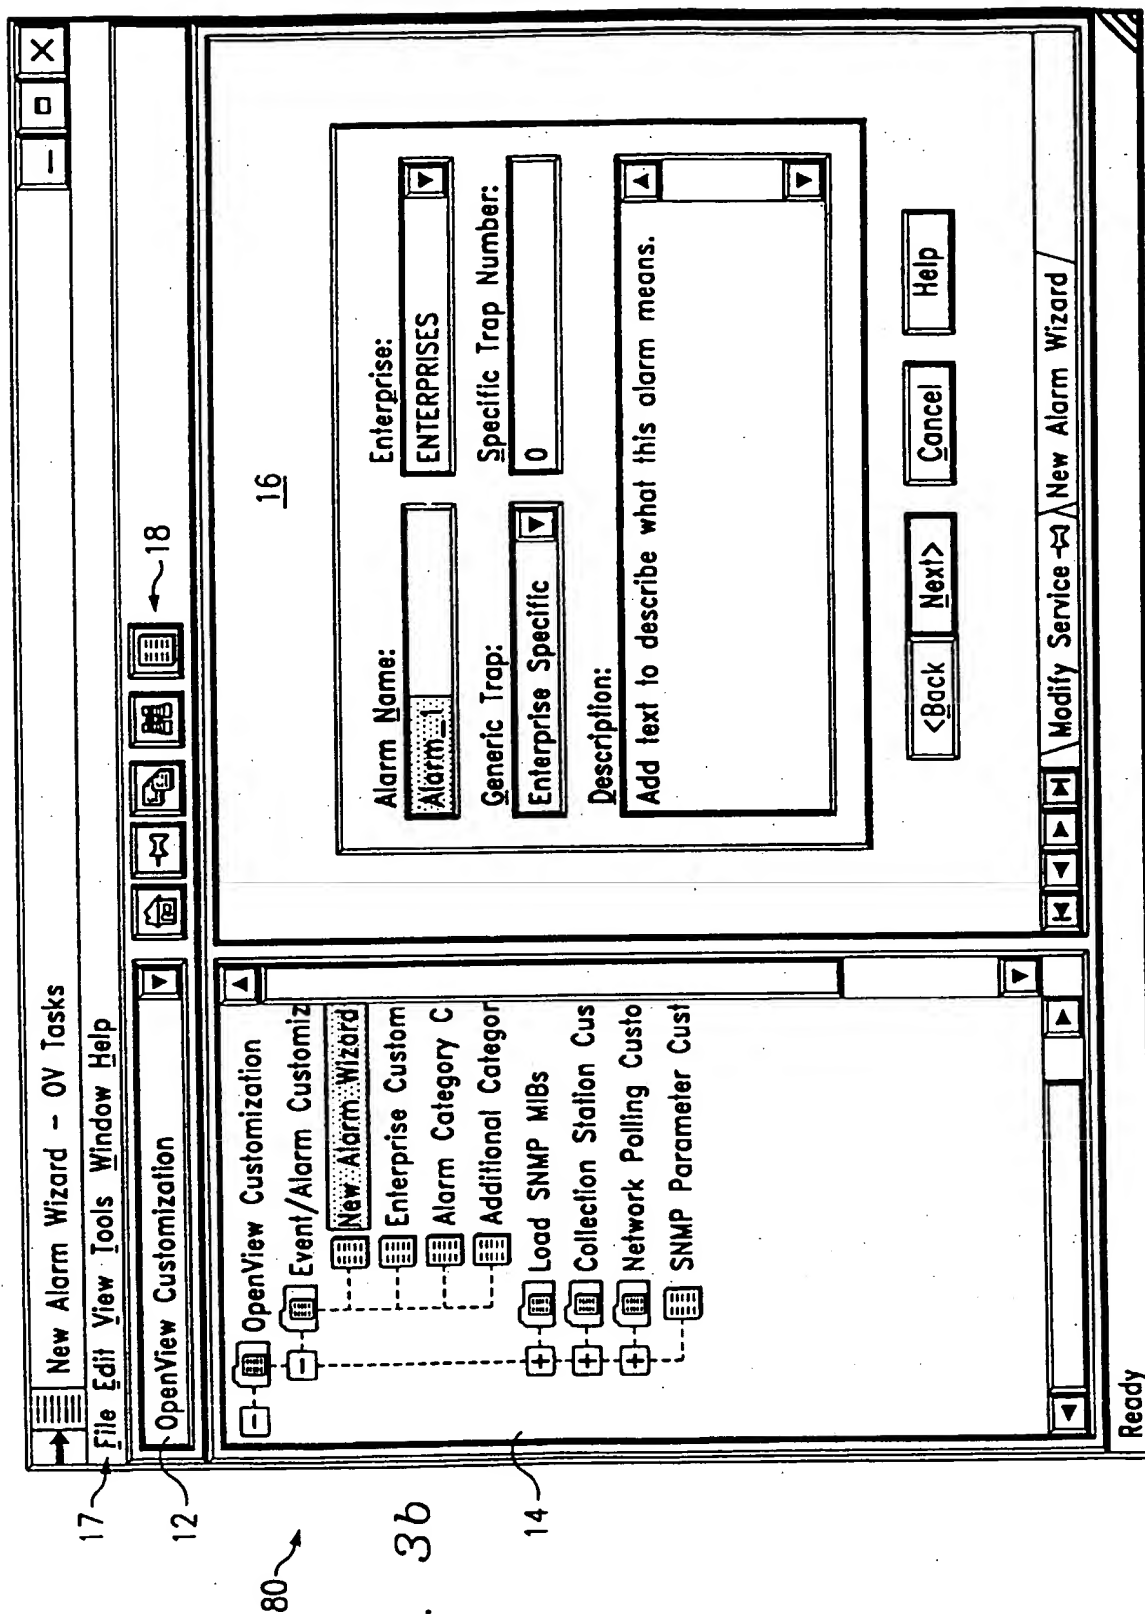 New Alarm Wizard - OV Tasks
17
File Edit View Tools Window Help
12
OpenView Customization
18
80
3b
14
OpenView Customization
Event/Alarm Customiz
New Alarm Wizard
Enterprise Custom
Alarm Category C
Additional Categor
Load SNMP MIBs
Collection Station Cus
Network Polling Custo
SNMP Parameter Cust
16
Alarm Name:
Enterprise:
Alarm_1
ENTERPRISES
Generic Trap:
Specific Trap Number:
Enterprise Specific
0
Description:
Add text to describe what this alarm means.
<Back
Next>
Cancel
Help
Modify Service
New Alarm Wizard
Ready